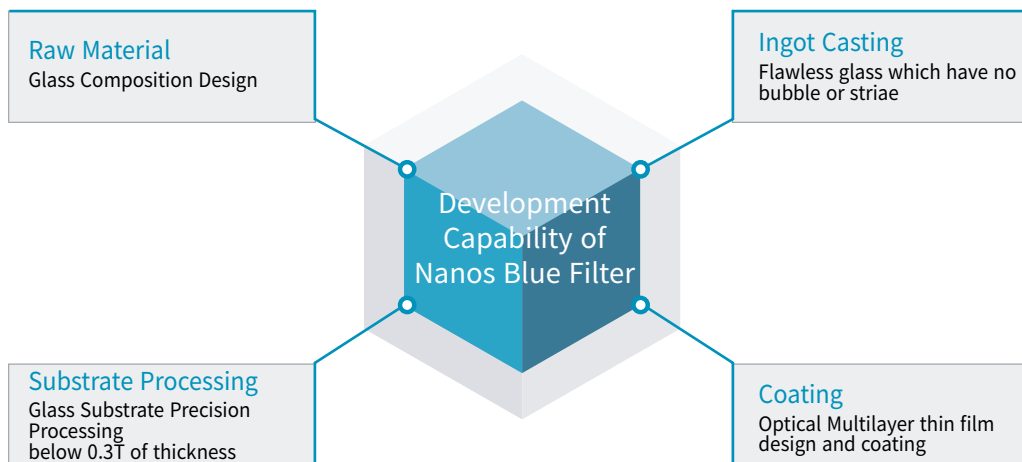 Raw Material
Glass Composition Design
Ingot Casting
Flawless glass which have no
bubble or striae
Development
Capability of
Nanos Blue Filter
Substrate Processing
Glass Substrate Precision
Processing
below 0.3T of thickness
Coating
Optical Multilayer thin film
design and coating